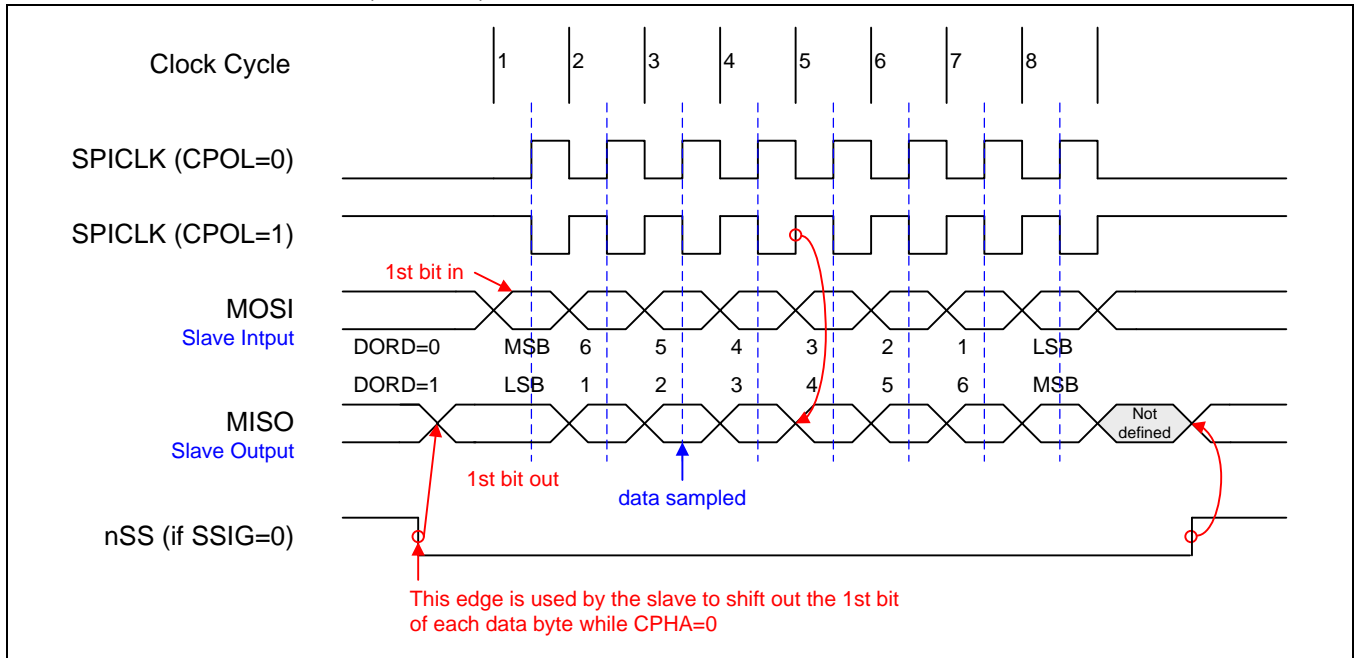 Clock Cycle
1 2 3 4 5 6 7 8
SPICLK (CPOL=0)
SPICLK (CPOL=1)
1st bit in
MOSI
Slave Intput
DORD=0 MSB 6 5 4 3 2 1 LSB
DORD=1 LSB 1 2 3 4 5 6 MSB
MISO
Slave Output
Not
defined
1st bit out
data sampled
nSS (if SSIG=0)
This edge is used by the slave to shift out the 1st bit
of each data byte while CPHA=0